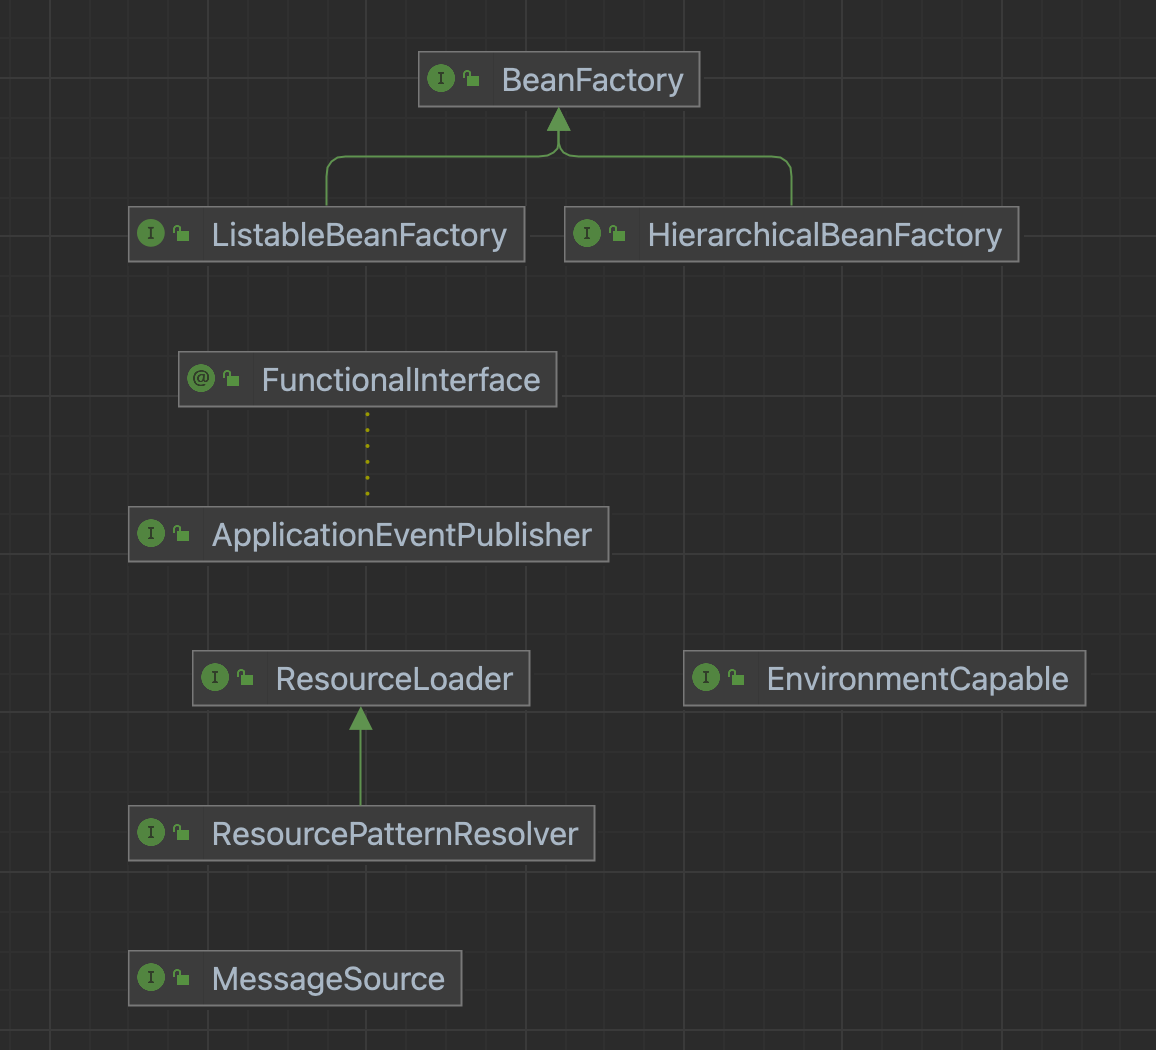 I BeanFactory
I ListableBeanFactory
I HierarchicalBeanFactory
@ FunctionalInterface
I ApplicationEventPublisher
I ResourceLoader
I EnvironmentCapable
I ResourcePatternResolver
I MessageSource